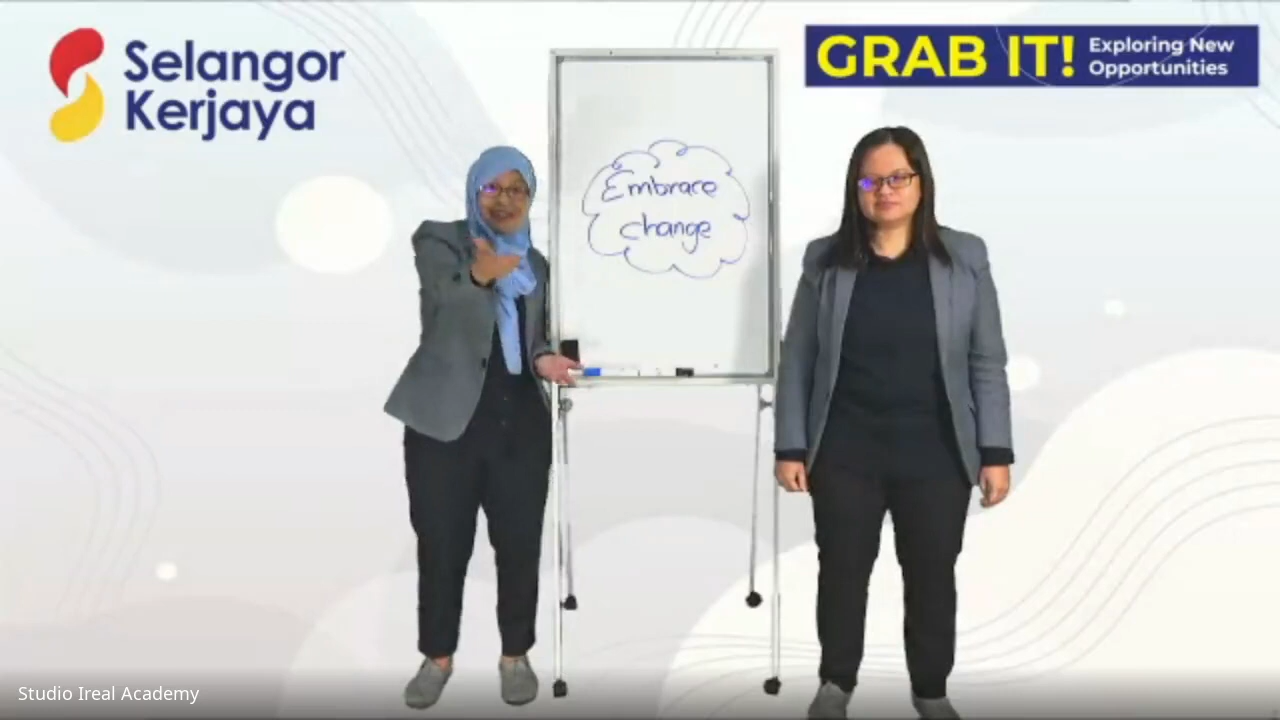 Selangor
Kerjaya
GRAB IT!
Exploring New
Opportunities
Embrace
change
Studio Ireal Academy